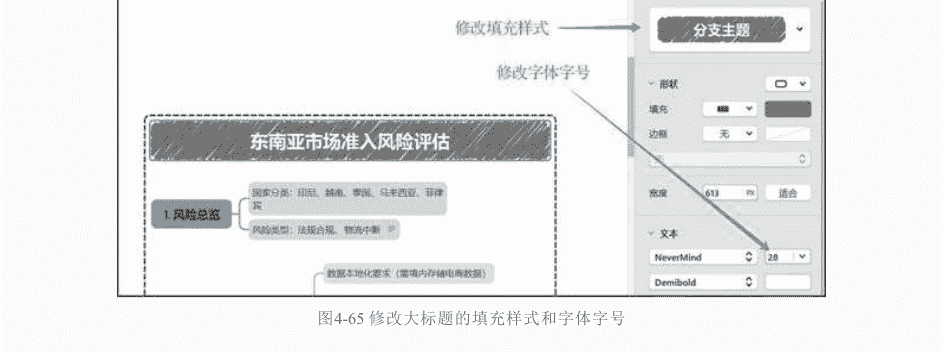 修改填充样式
分支主题
修改字体字号
形状
填充
边框
无
东南亚市场准入风险评估
宽度
613
PX
适合
国家分类：印尼、越南、泰国、马来西亚、菲律
宾
1. 风险总览
风险类型：法规合规、物流中断
文本
NeverMind
28
数据本地化要求（需境内存储电商数据）
Demibold
图4-65 修改大标题的填充样式和字体字号